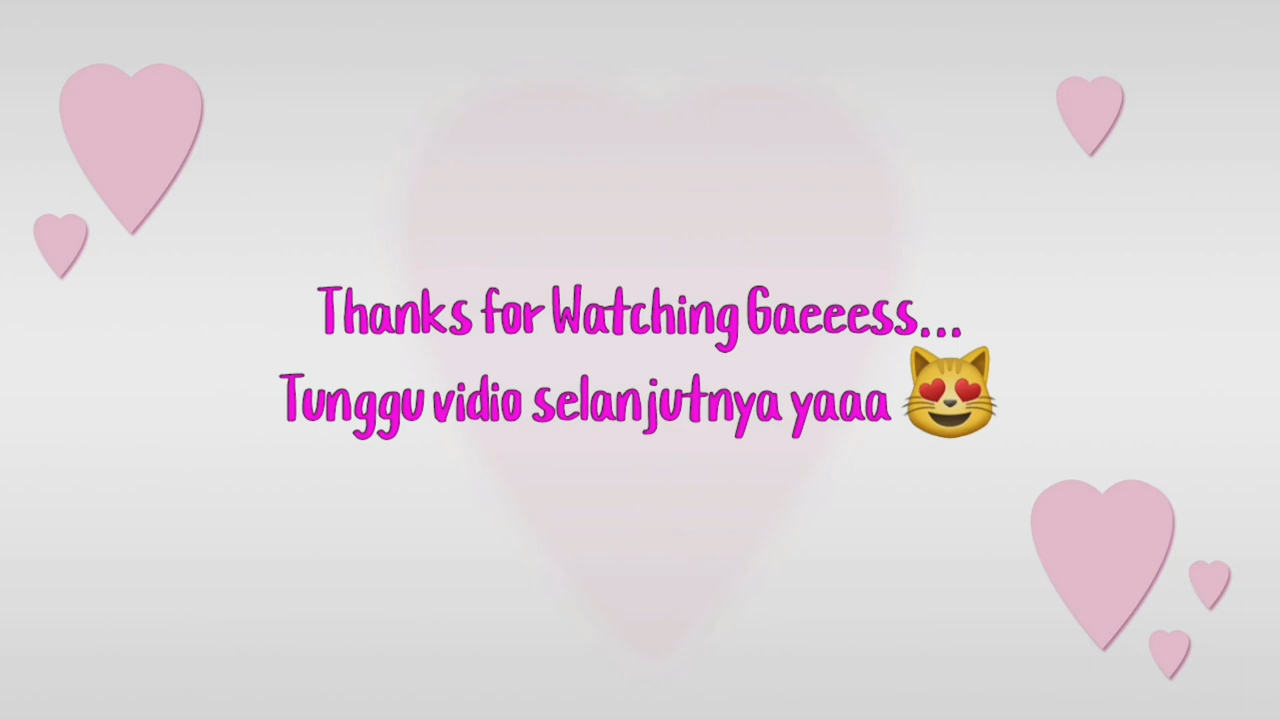 Thanks for Watching Gaeeess...
Tunggu vidio selanjutnya yaaa 😻